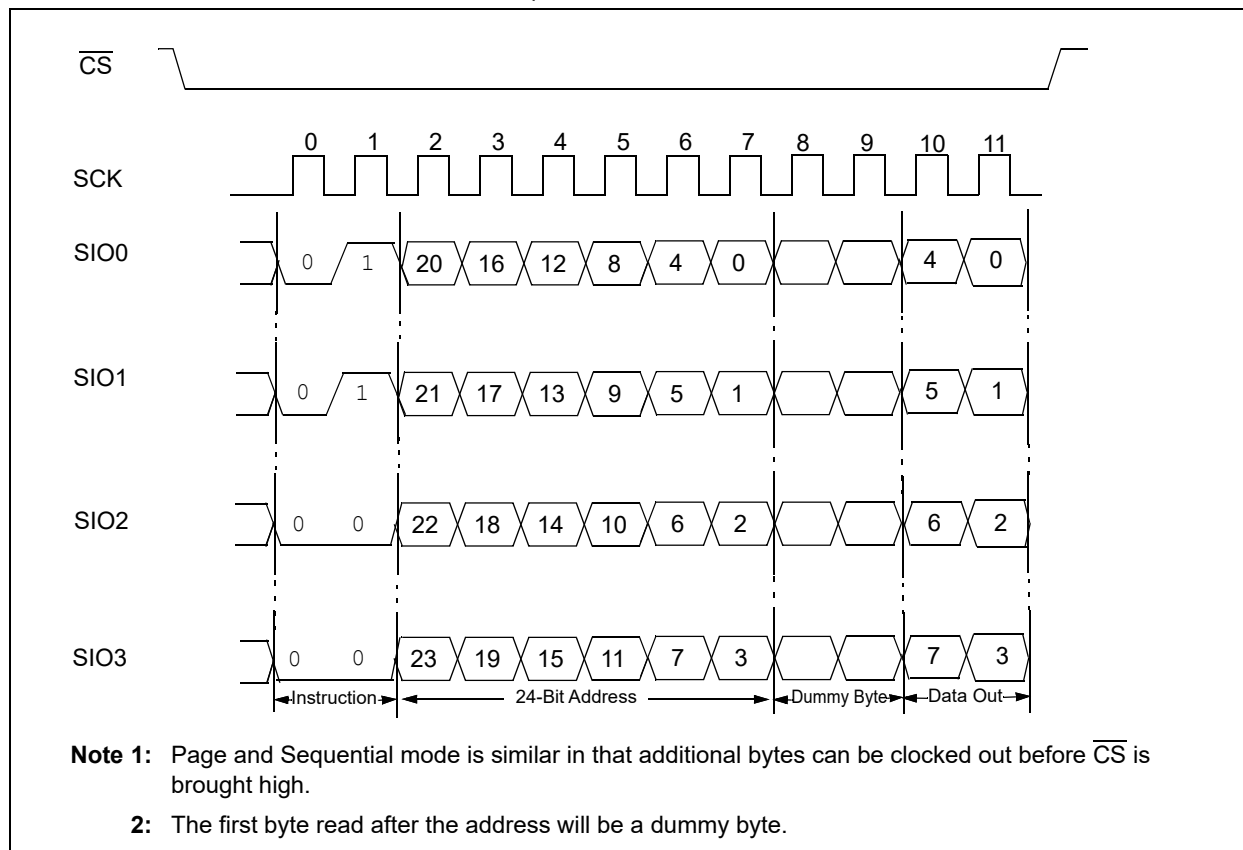 CS
0 1 2 3 4 5 6 7 8 9 10 11
SCK
SIO0 0 1 20 16 12 8 4 0 4 0
SIO1 0 1 21 17 13 9 5 1 5 1
SIO2 0 0 22 18 14 10 6 2 6 2
SIO3 0 0 23 19 15 11 7 3 7 3
Instruction 24-Bit Address Dummy Byte Data Out
Note 1: Page and Sequential mode is similar in that additional bytes can be clocked out before CS is
brought high.
2: The first byte read after the address will be a dummy byte.